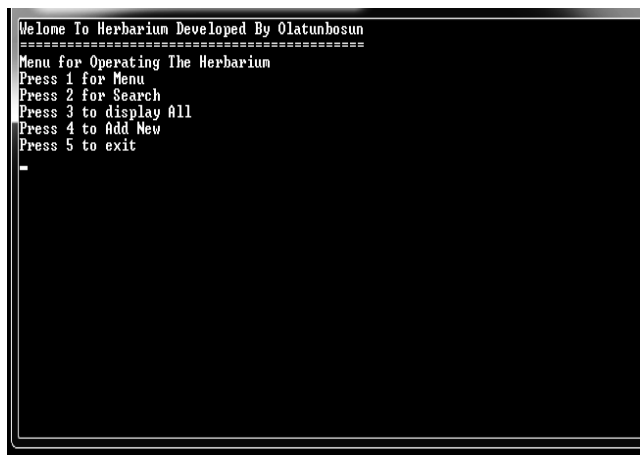 Welome To Herbarium Developed By Olatunbosun
===========================================
Menu for Operating The Herbarium
Press 1 for Menu
Press 2 for Search
Press 3 to display All
Press 4 to Add New
Press 5 to exit